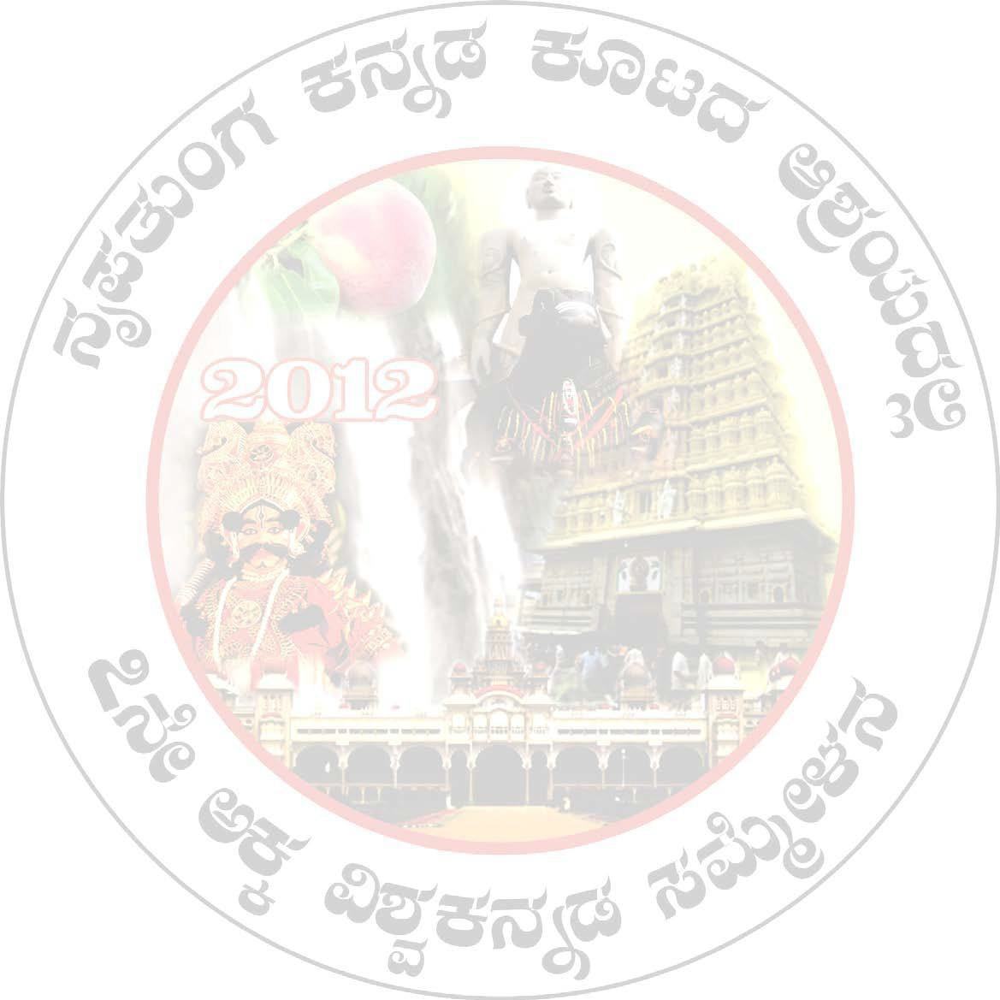 ನೃಪತುಂಗ ಕನ್ನಡ ಕೂಟದ ಆಶ್ರಯದಲ್ಲಿ
2012
೭ನೇ ಅಕ್ಕ ವಿಶ್ವಕನ್ನಡ ಸಮ್ಮೇಳನ